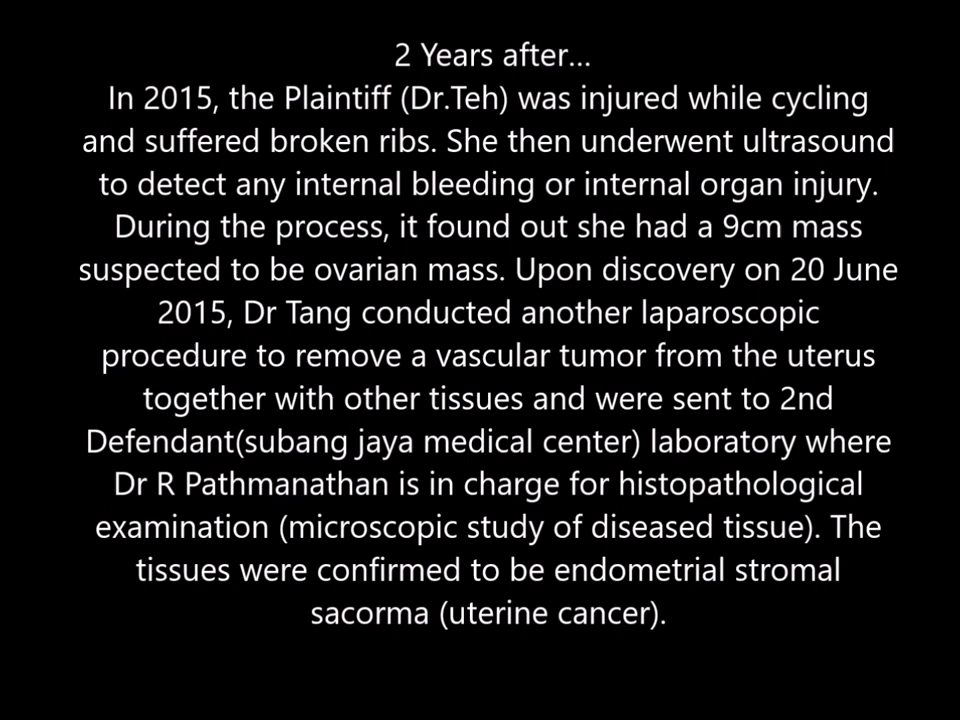 2 Years after...
In 2015, the Plaintiff (Dr.Teh) was injured while cycling
and suffered broken ribs. She then underwent ultrasound
to detect any internal bleeding or internal organ injury.
During the process, it found out she had a 9cm mass
suspected to be ovarian mass. Upon discovery on 20 June
2015, Dr Tang conducted another laparoscopic
procedure to remove a vascular tumor from the uterus
together with other tissues and were sent to 2nd
Defendant(subang jaya medical center) laboratory where
Dr R Pathmanathan is in charge for histopathological
examination (microscopic study of diseased tissue). The
tissues were confirmed to be endometrial stromal
sacorma (uterine cancer).